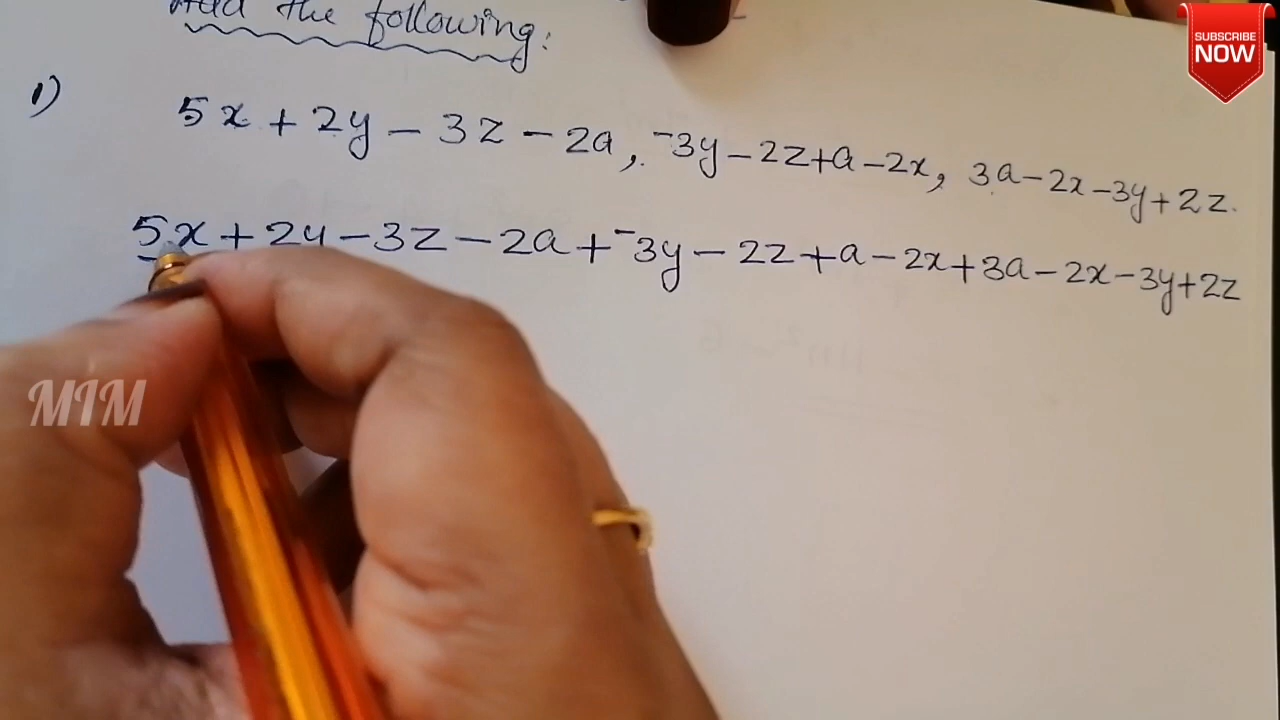 Add the following:
1) 5x + 2y - 3z - 2a, -3y - 2z + a - 2x, 3a - 2x - 3y + 2z.
5x + 2y - 3z - 2a + -3y - 2z + a - 2x + 3a - 2x - 3y + 2z
SUBSCRIBE
NOW
MIM